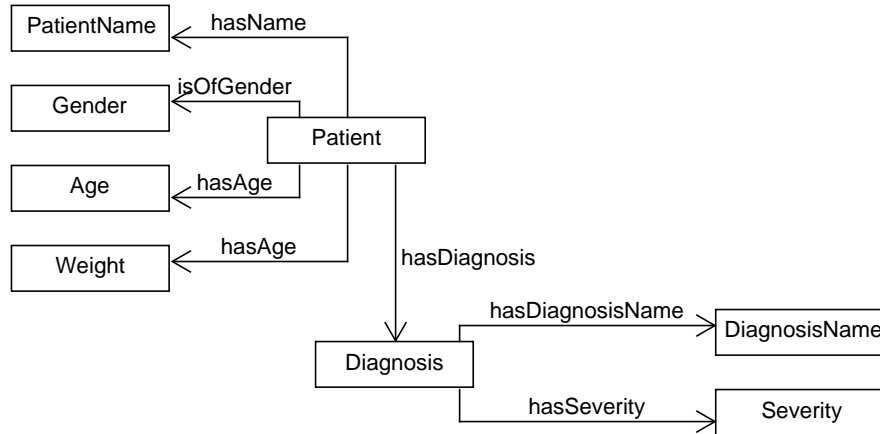 PatientName
hasName
Gender
isOfGender
Patient
Age
hasAge
Weight
hasAge
hasDiagnosis
hasDiagnosisName
DiagnosisName
Diagnosis
hasSeverity
Severity